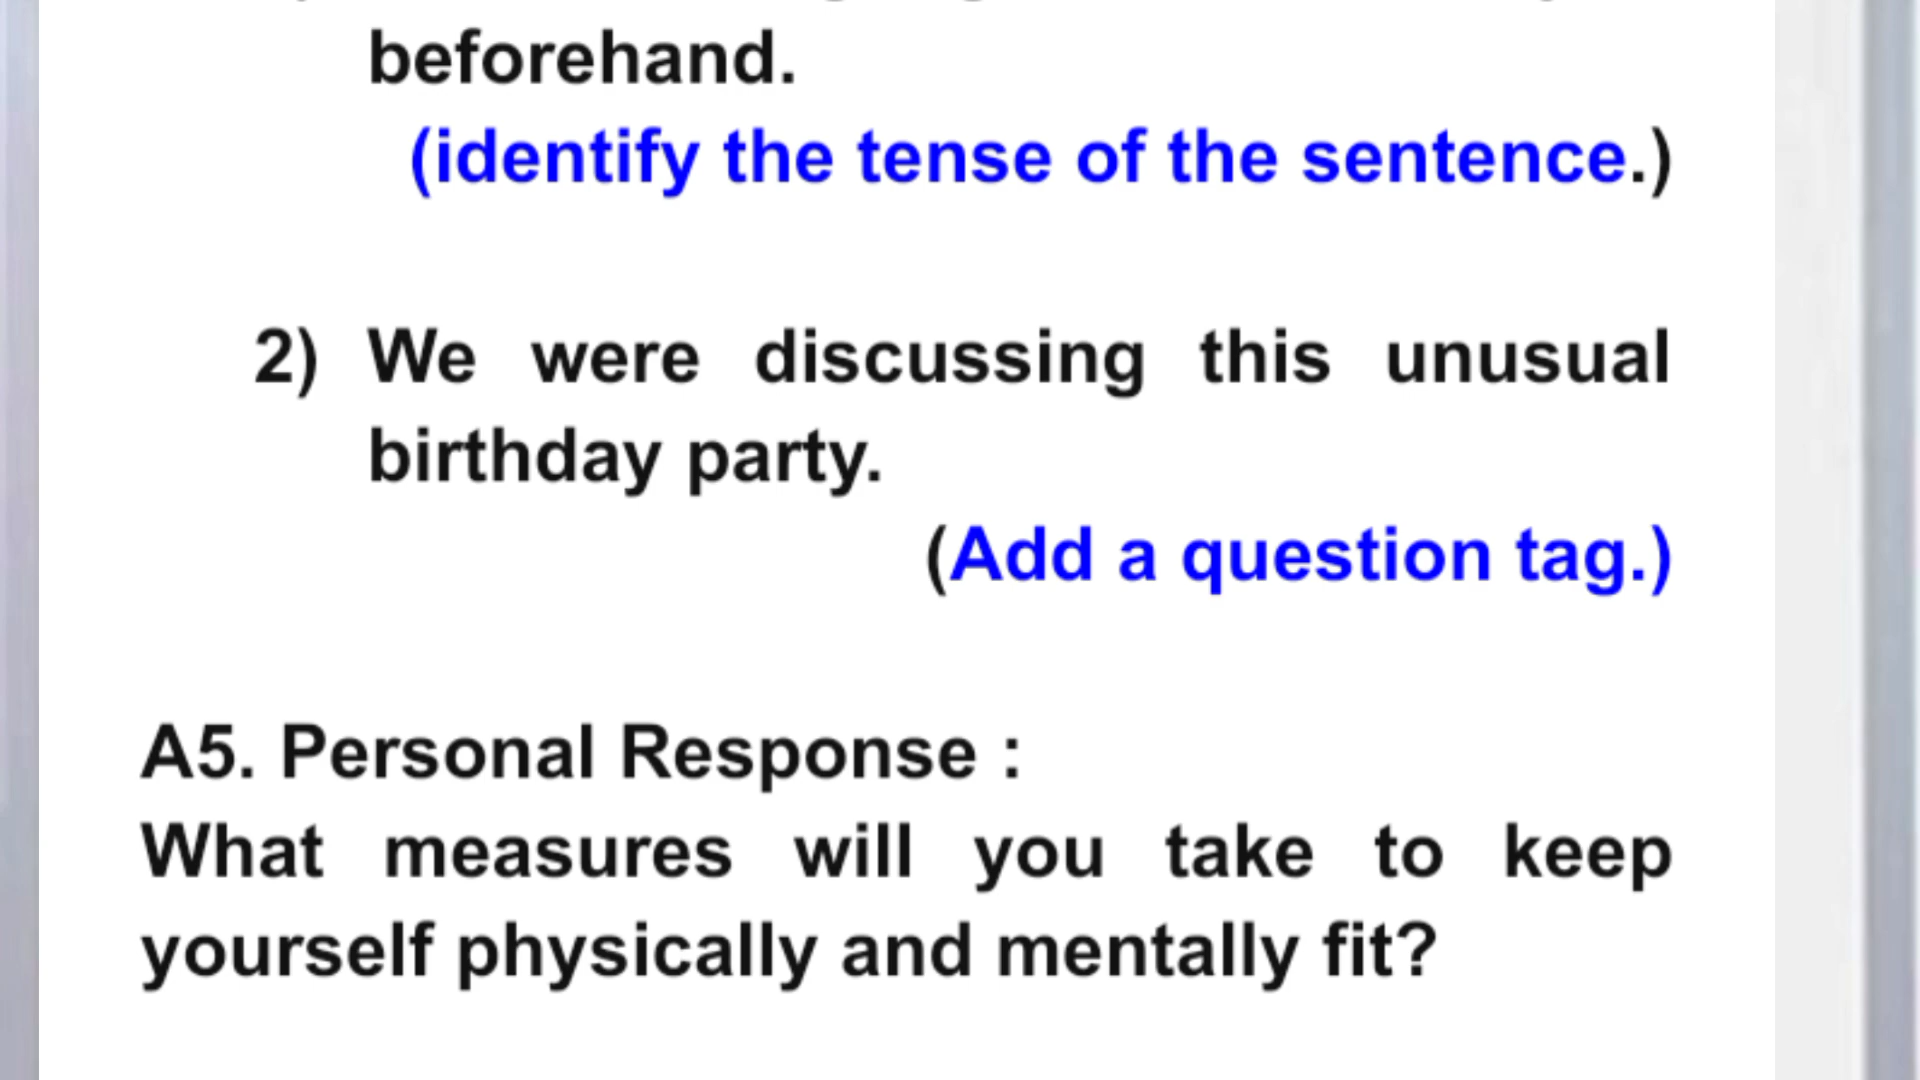 beforehand.
(identify the tense of the sentence.)
2) We were discussing this unusual
birthday party.
(Add a question tag.)
A5. Personal Response :
What measures will you take to keep
yourself physically and mentally fit?